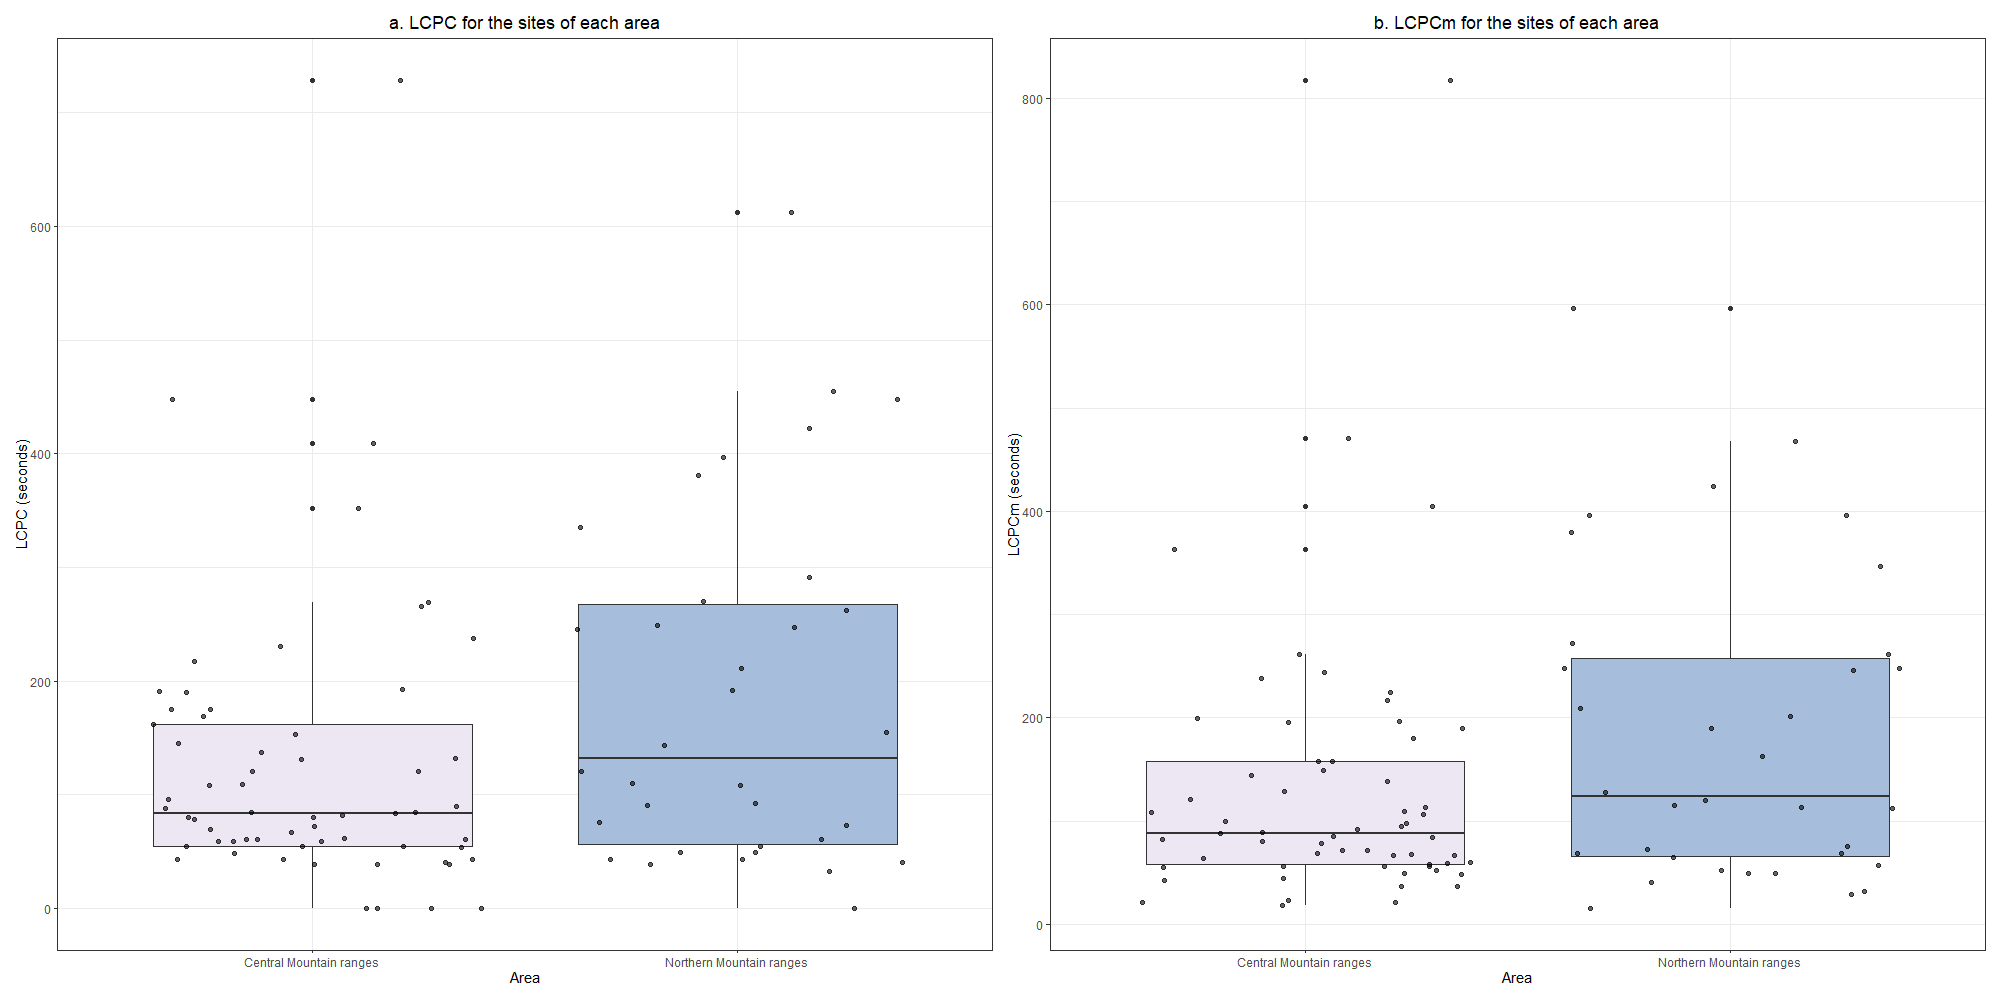 a. LCPC for the sites of each area
LCPC (seconds)
600
400
200
0
Central Mountain ranges
Northern Mountain ranges
Area
b. LCPCm for the sites of each area
LCPCm (seconds)
800
600
400
200
0
Central Mountain ranges
Northern Mountain ranges
Area